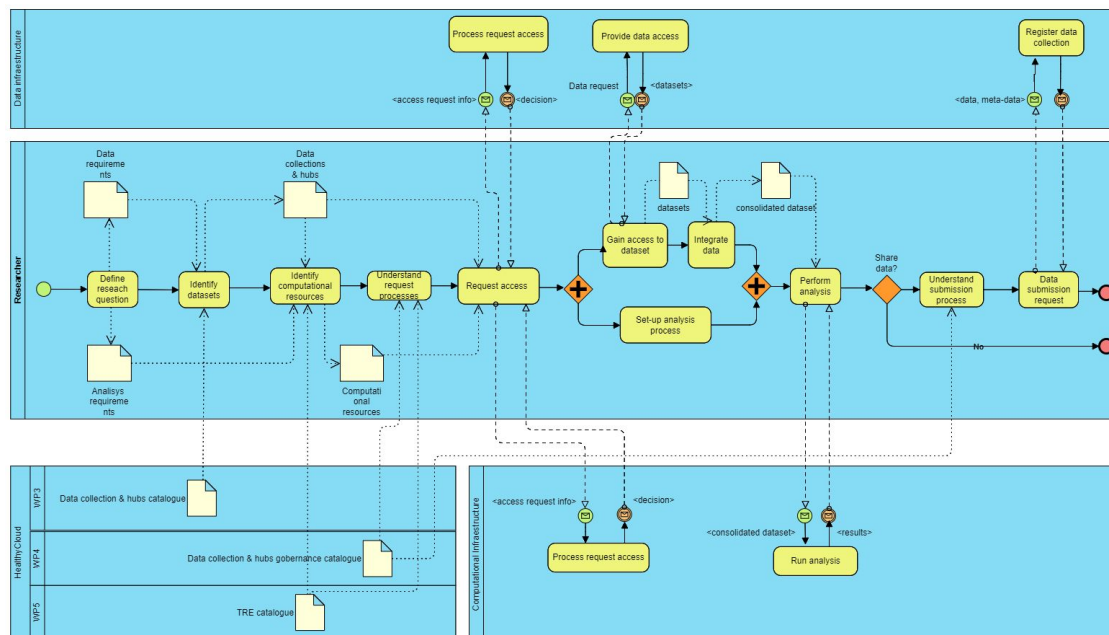 Data infraestructure
Process request access
<access request info>
<decision>
Provide data access
Data request
<datasets>
Register data
collection
<data, meta-data>
Researcher
Data
requireme
nts
Data
collections
& hubs
datasets
consolidated dataset
Define
reseach
question
Identify
datasets
Identify
computational
resources
Understand
request
processes
Request access
Gain access to
dataset
Integrate
data
Set-up analysis
process
Perform
analysis
Share
data?
Understand
submission
process
Data
submission
request
No
Analisys
requireme
nts
Computati
onal
resources
HealthyCloud
WP3
Data collection & hubs catalogue
WP4
Data collection & hubs gobernance catalogue
WP5
TRE catalogue
Computational Infraestructure
<access request info>
<decision>
Process request access
<consolidated dataset>
<results>
Run analysis